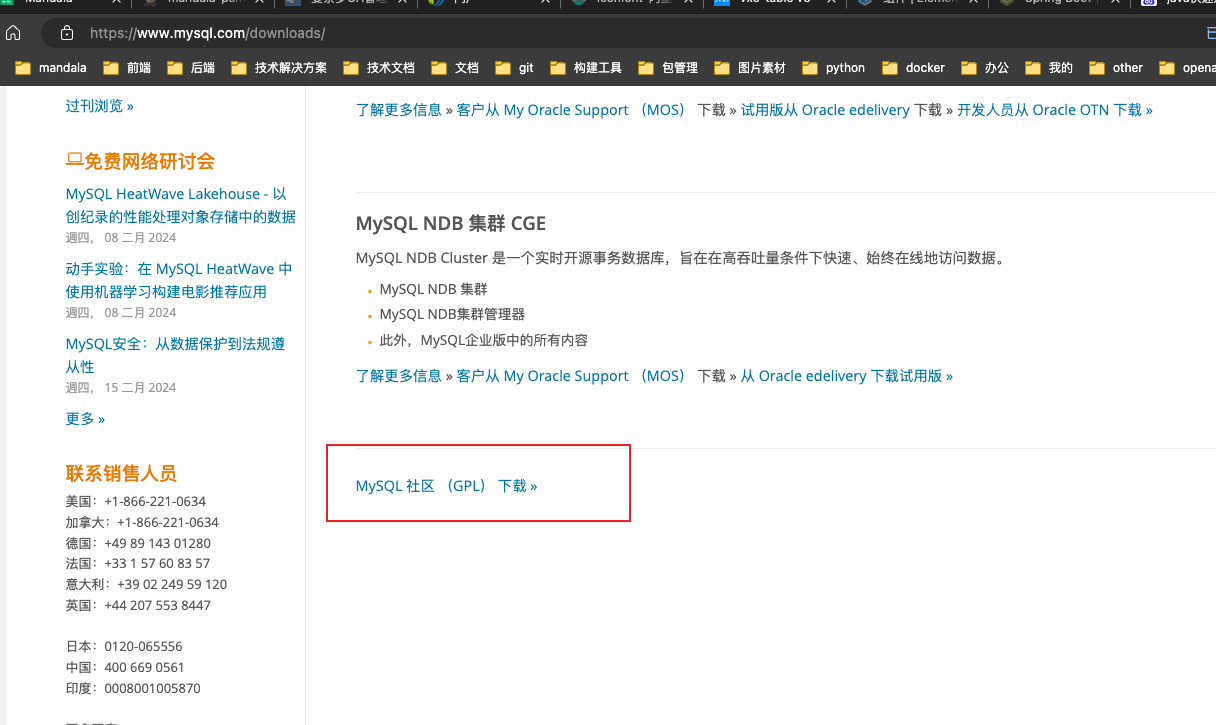 https://www.mysql.com/downloads/
mandala 前端 后端 技术解决方案 技术文档 文档 git 构建工具 包管理 图片素材 python docker 办公 我的 other opena
过刊浏览 »
免费网络研讨会
MySQL HeatWave Lakehouse - 以
创纪录的性能处理对象存储中的数据
週四， 08 二月 2024
动手实验：在 MySQL HeatWave 中
使用机器学习构建电影推荐应用
週四， 08 二月 2024
MySQL安全：从数据保护到法规遵
从性
週四， 15 二月 2024
更多 »
联系销售人员
美国：+1-866-221-0634
加拿大：+1-866-221-0634
德国：+49 89 143 01280
法国：+33 1 57 60 83 57
意大利：+39 02 249 59 120
英国：+44 207 553 8447
日本：0120-065556
中国：400 669 0561
印度：0008001005870
了解更多信息 » 客户从 My Oracle Support （MOS） 下载 » 试用版从 Oracle edelivery 下载 » 开发人员从 Oracle OTN 下载 »
MySQL NDB 集群 CGE
MySQL NDB Cluster 是一个实时开源事务数据库，旨在在高吞吐量条件下快速、始终在线地访问数据。
MySQL NDB 集群
MySQL NDB集群管理器
此外，MySQL企业版中的所有内容
了解更多信息 » 客户从 My Oracle Support （MOS） 下载 » 从 Oracle edelivery 下载试用版 »
MySQL 社区 （GPL） 下载 »